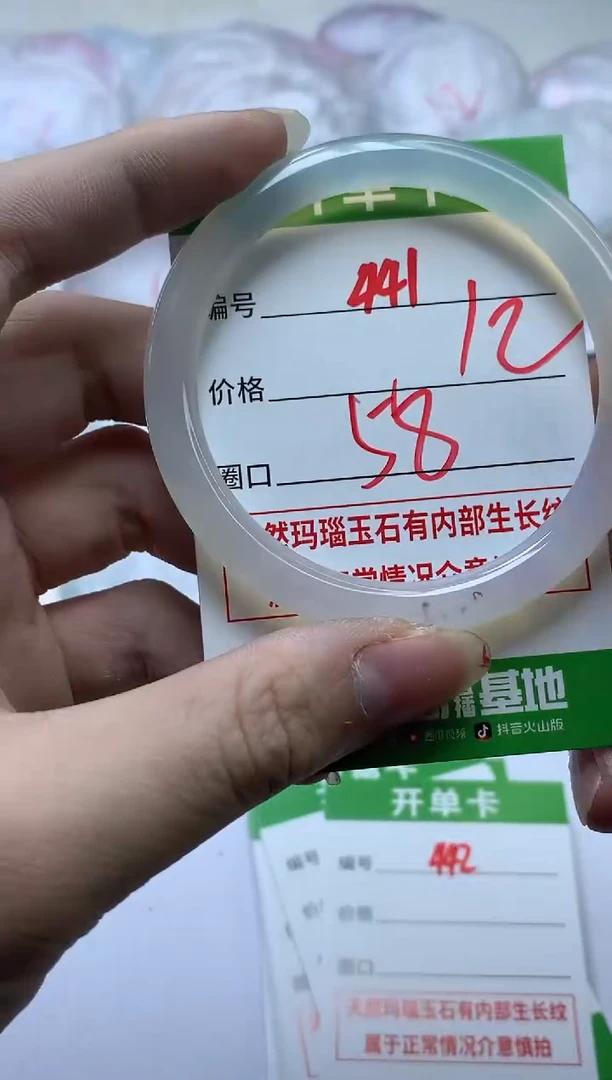 编号 441
12
价格
圈口 58
然玛瑙玉石有内部生长纹
基地
抖音火山版
开单卡
编号
编号 442
价格
圈口
天然玛瑙玉石有内部生长纹
属于正常情况介意慎拍